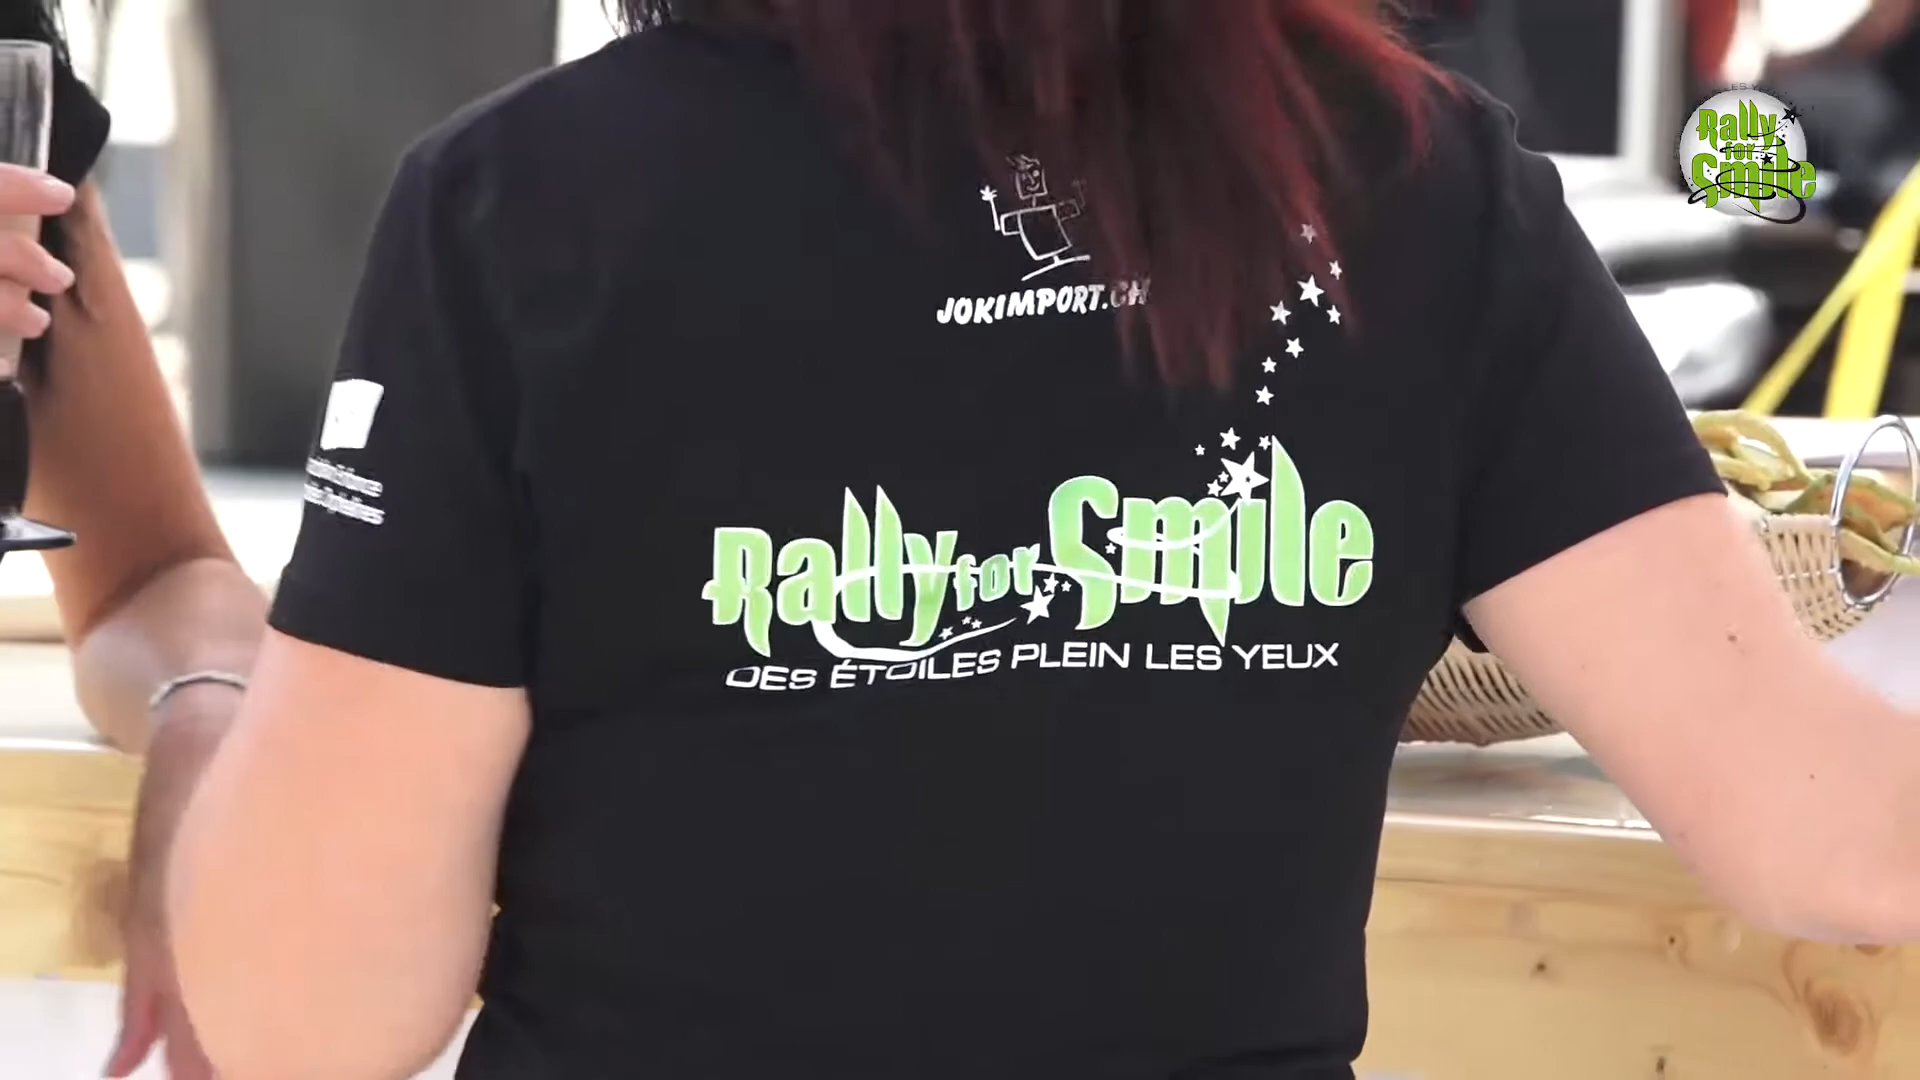 JOKIMPORT.CH
Rally for Smile
DES ÉTOILES PLEIN LES YEUX
Rally
for
Smile